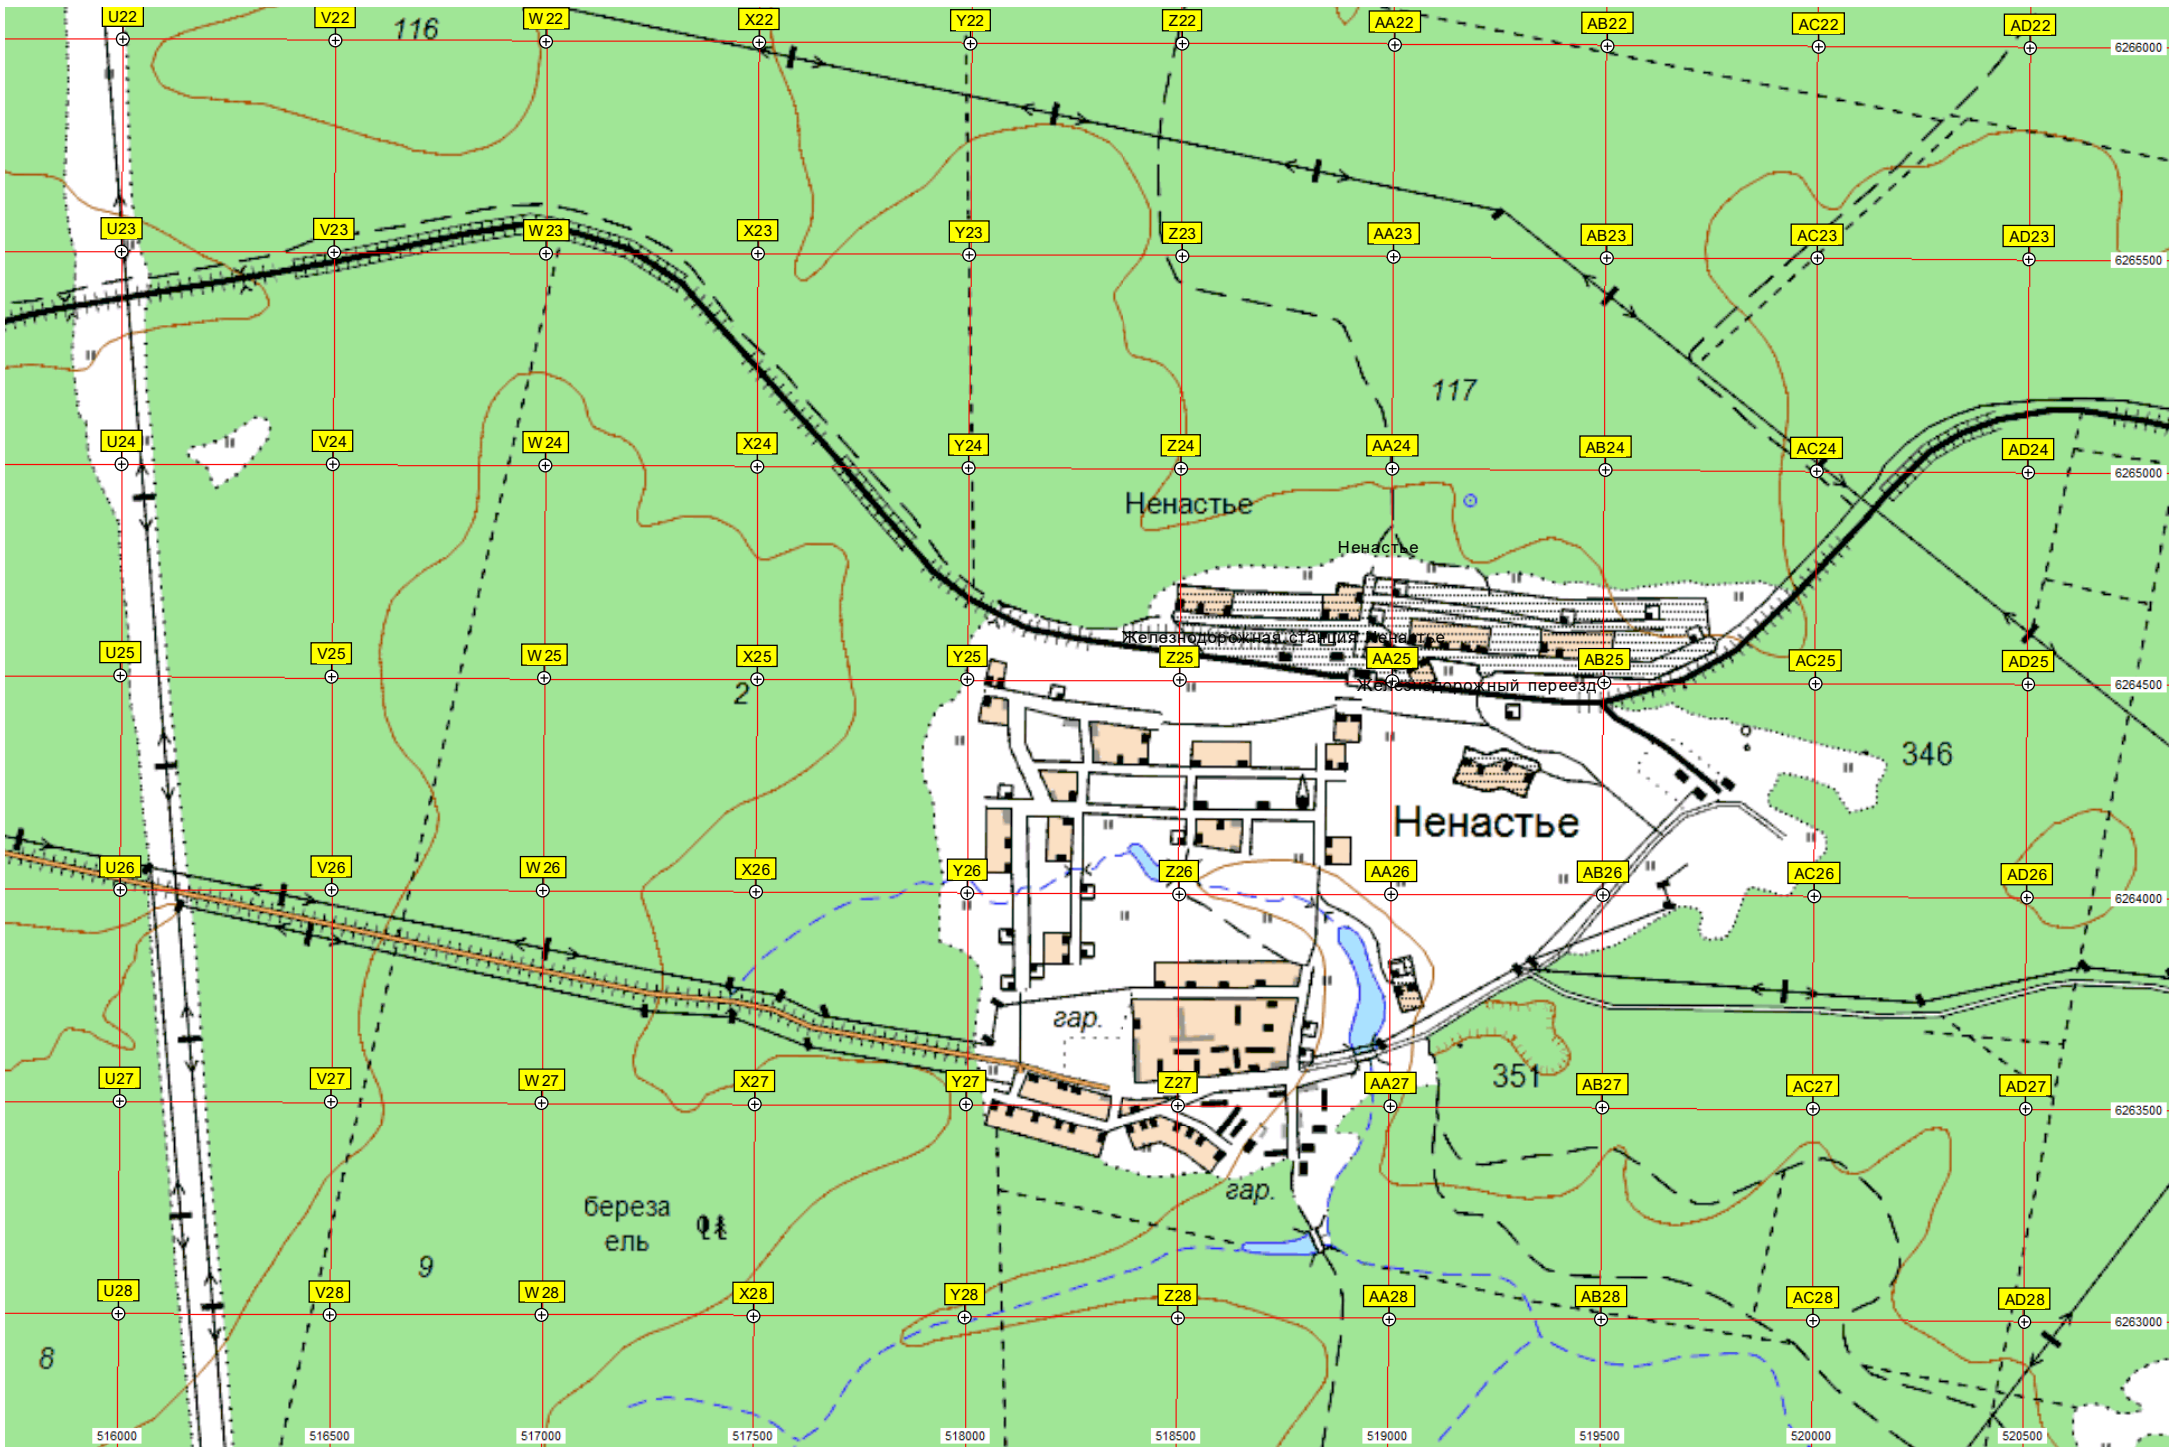 U22 V22 W22 X22 Y22 Z22 AA22 AB22 AC22 AD22
116
6266000
U23 V23 W23 X23 Y23 Z23 AA23 AB23 AC23 AD23
6265500
117
U24 V24 W24 X24 Y24 Z24 AA24 AB24 AC24 AD24
6265000
Ненастье
Ненастье
Железнодорожная станция Ненастье
U25 V25 W25 X25 Y25 Z25 AA25 AB25 AC25 AD25
6264500
Железнодорожный переезд
2
346
Ненастье
U26 V26 W26 X26 Y26 Z26 AA26 AB26 AC26 AD26
6264000
гар.
351
U27 V27 W27 X27 Y27 Z27 AA27 AB27 AC27 AD27
6263500
гар.
береза
ель
9
U28 V28 W28 X28 Y28 Z28 AA28 AB28 AC28 AD28
6263000
8
516000 516500 517000 517500 518000 518500 519000 519500 520000 520500